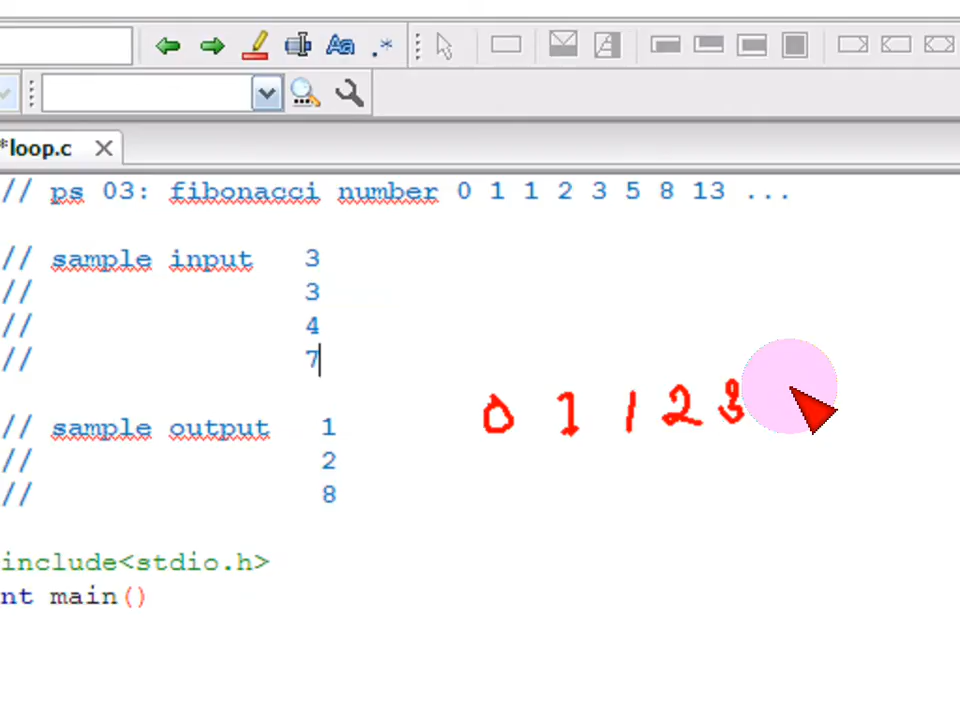 Aa .*
*loop.c
// ps 03: fibonacci number 0 1 1 2 3 5 8 13 ...
// sample input 3
// 3
// 4
// 7
0 1 1 2 3
// sample output 1
// 2
// 8
include<stdio.h>
nt main()